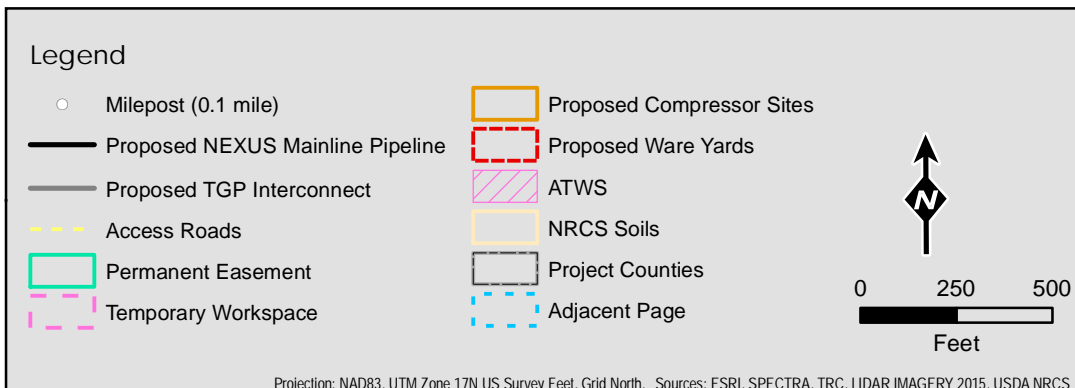 Legend
Milepost (0.1 mile)
Proposed NEXUS Mainline Pipeline
Proposed TGP Interconnect
Access Roads
Permanent Easement
Temporary Workspace
Proposed Compressor Sites
Proposed Ware Yards
ATWS
NRCS Soils
Project Counties
Adjacent Page
N
0 250 500
Feet
Projection: NAD83, UTM Zone 17N US Survey Feet, Grid North. Sources: ESRI, SPECTRA, TRC, LIDAR IMAGERY 2015, USDA NRCS